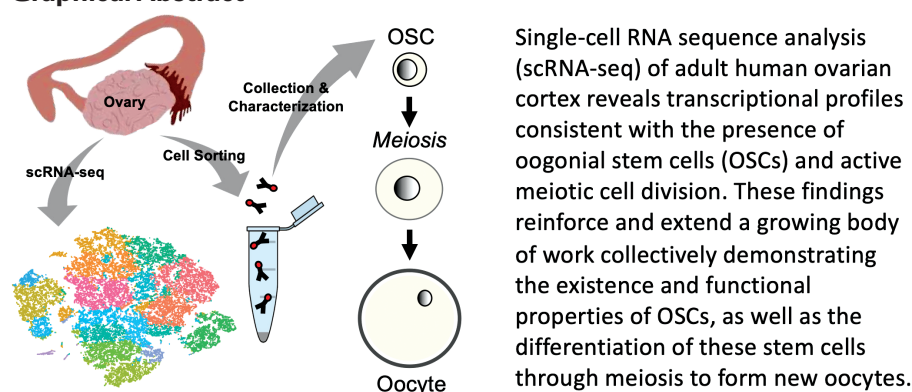 Graphical Abstract
OSC
Collection &
Characterization
Ovary
Meiosis
Cell Sorting
scRNA-seq
Oocyte
Single-cell RNA sequence analysis
(scRNA-seq) of adult human ovarian
cortex reveals transcriptional profiles
consistent with the presence of
oogonial stem cells (OSCs) and active
meiotic cell division. These findings
reinforce and extend a growing body
of work collectively demonstrating
the existence and functional
properties of OSCs, as well as the
differentiation of these stem cells
through meiosis to form new oocytes.